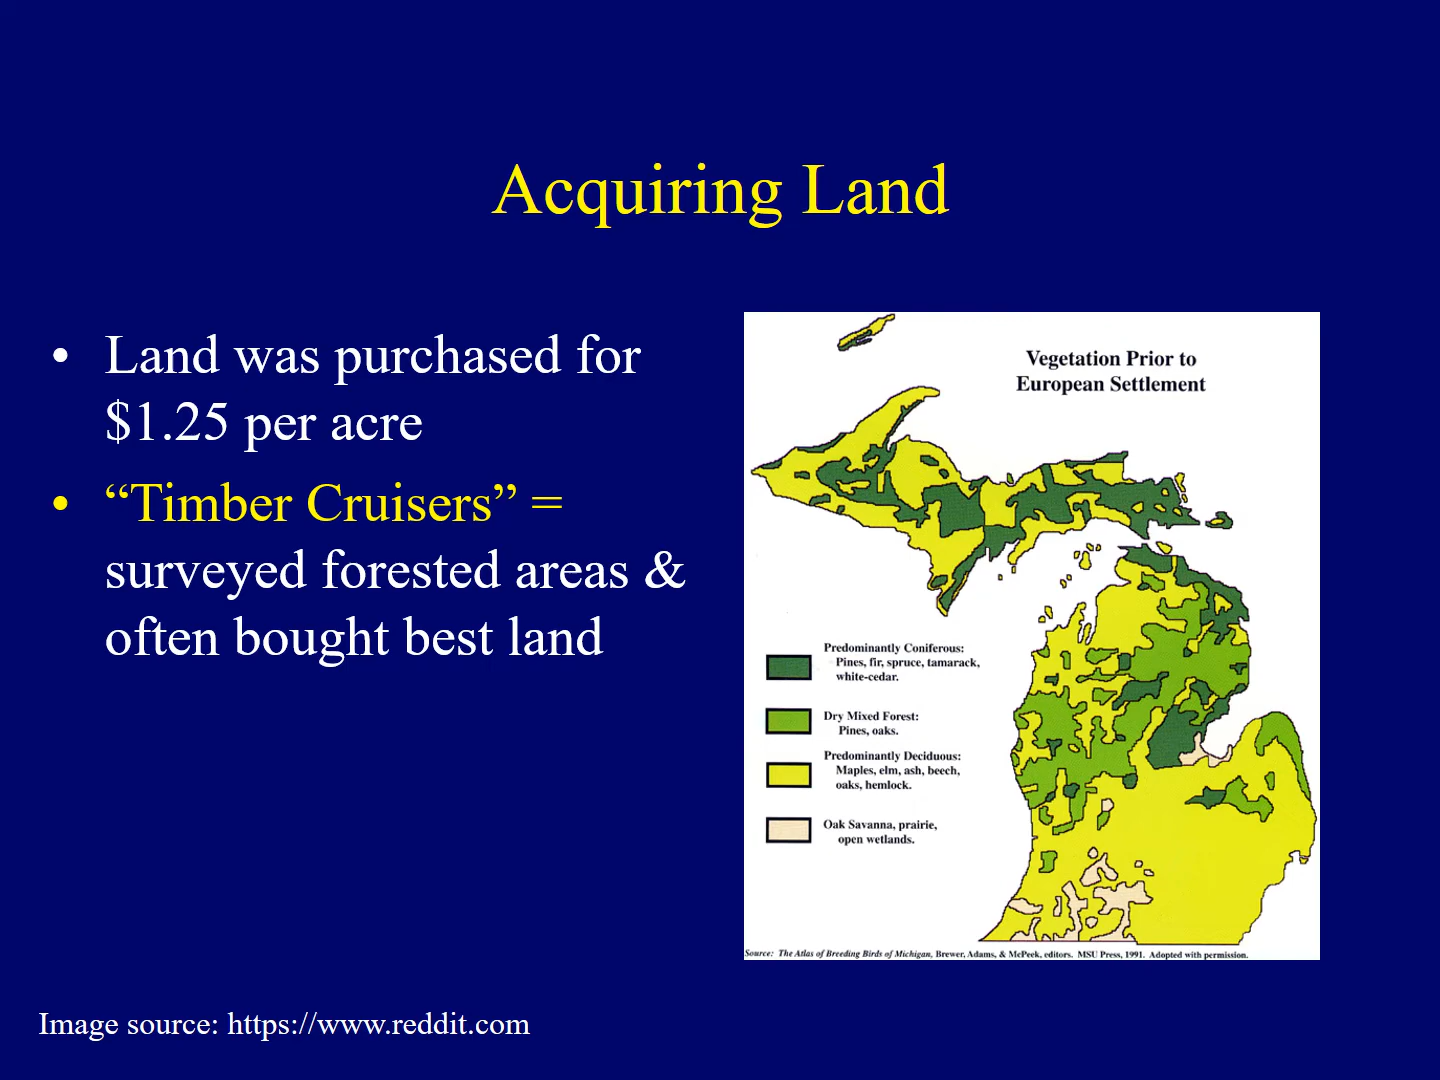 Acquiring Land
• Land was purchased for
$1.25 per acre
• “Timber Cruisers” =
surveyed forested areas &
often bought best land
Vegetation Prior to
European Settlement
Predominantly Coniferous:
Pines, fir, spruce, tamarack,
white-cedar.
Dry Mixed Forest:
Pines, oaks.
Predominantly Deciduous:
Maples, elm, ash, beech,
oaks, hemlock.
Oak Savanna, prairie,
open wetlands.
Source: The Atlas of Breeding Birds of Michigan, Brewer, Adams, & McPeek, editors. MSU Press, 1991. Adopted with permission.
Image source: https://www.reddit.com